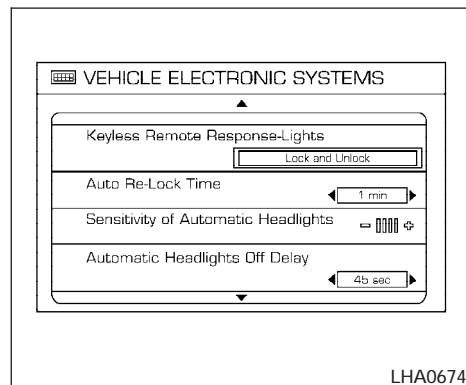 VEHICLE ELECTRONIC SYSTEMS
Keyless Remote Response-Lights
Lock and Unlock
Auto Re-Lock Time
1 min
Sensitivity of Automatic Headlights
Automatic Headlights Off Delay
45 sec
LHA0674